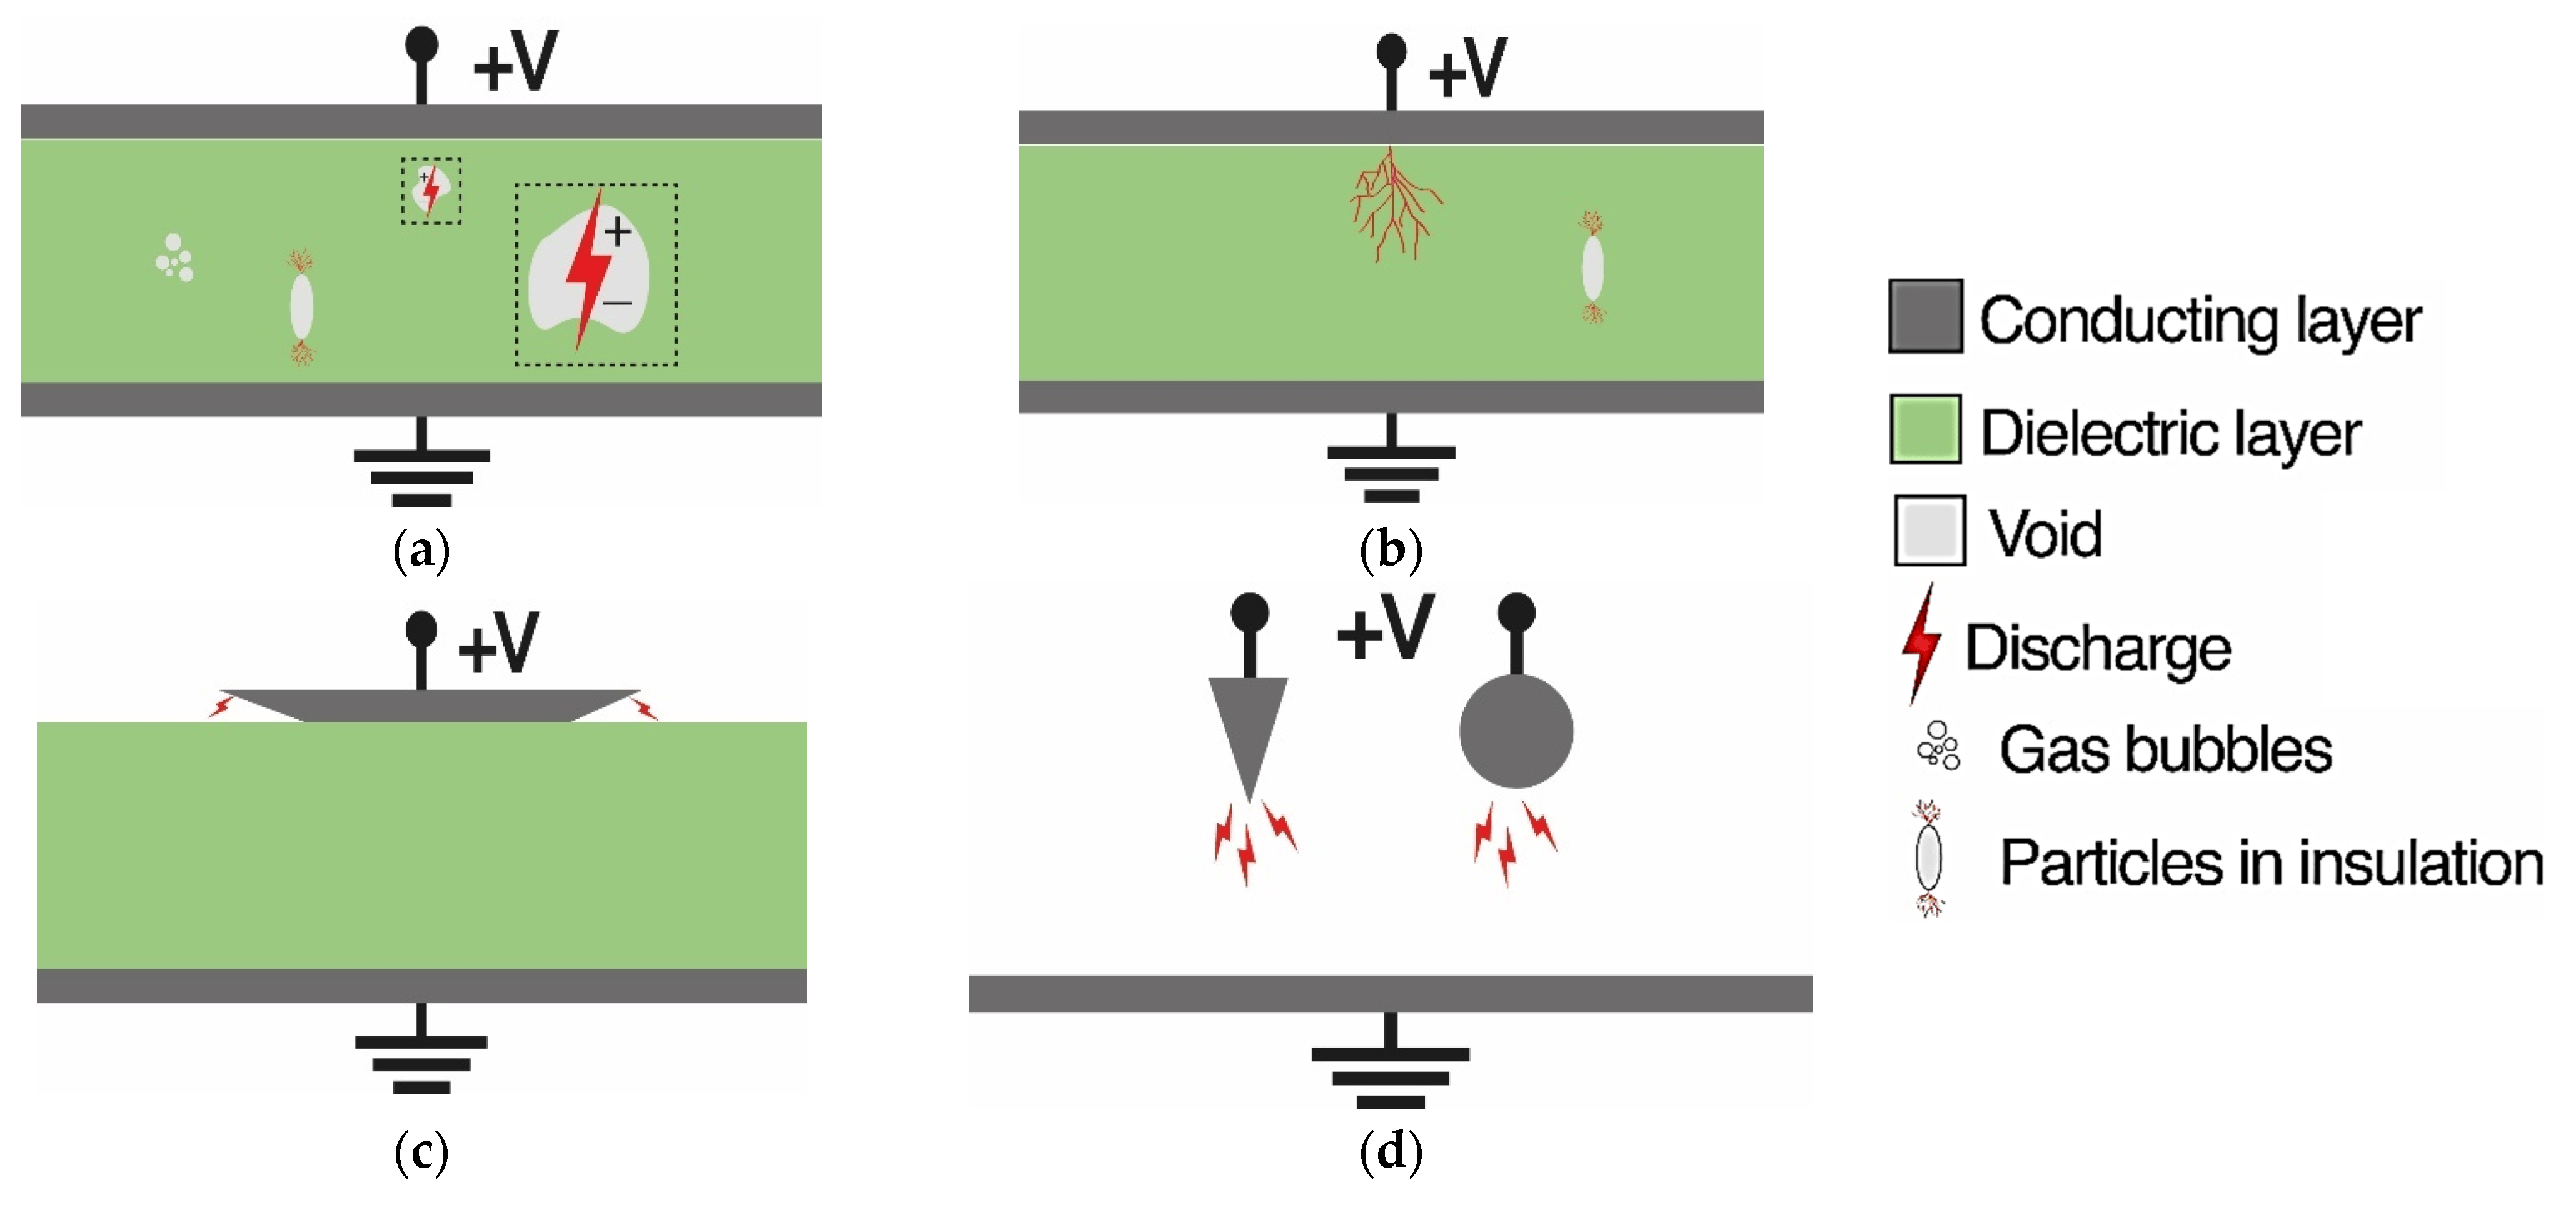 +V
+
+
−
(a)
+V
(b)
+V
(c)
+V
(d)
Conducting layer
Dielectric layer
Void
Discharge
Gas bubbles
Particles in insulation